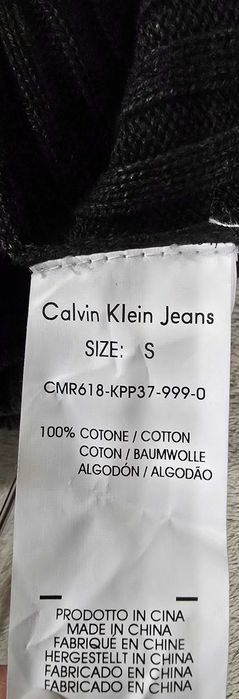 Calvin Klein Jeans
SIZE: S
CMR618-KPP37-999-0
100% COTONE / COTTON
COTON / BAUMWOLLE
ALGODÓN / ALGODÃO
PRODOTTO IN CINA
MADE IN CHINA
FABRIQUÉ EN CHINE
HERGESTELLT IN CHINA
FABRICADO EN CHINA
FABRICADO EN CHINA